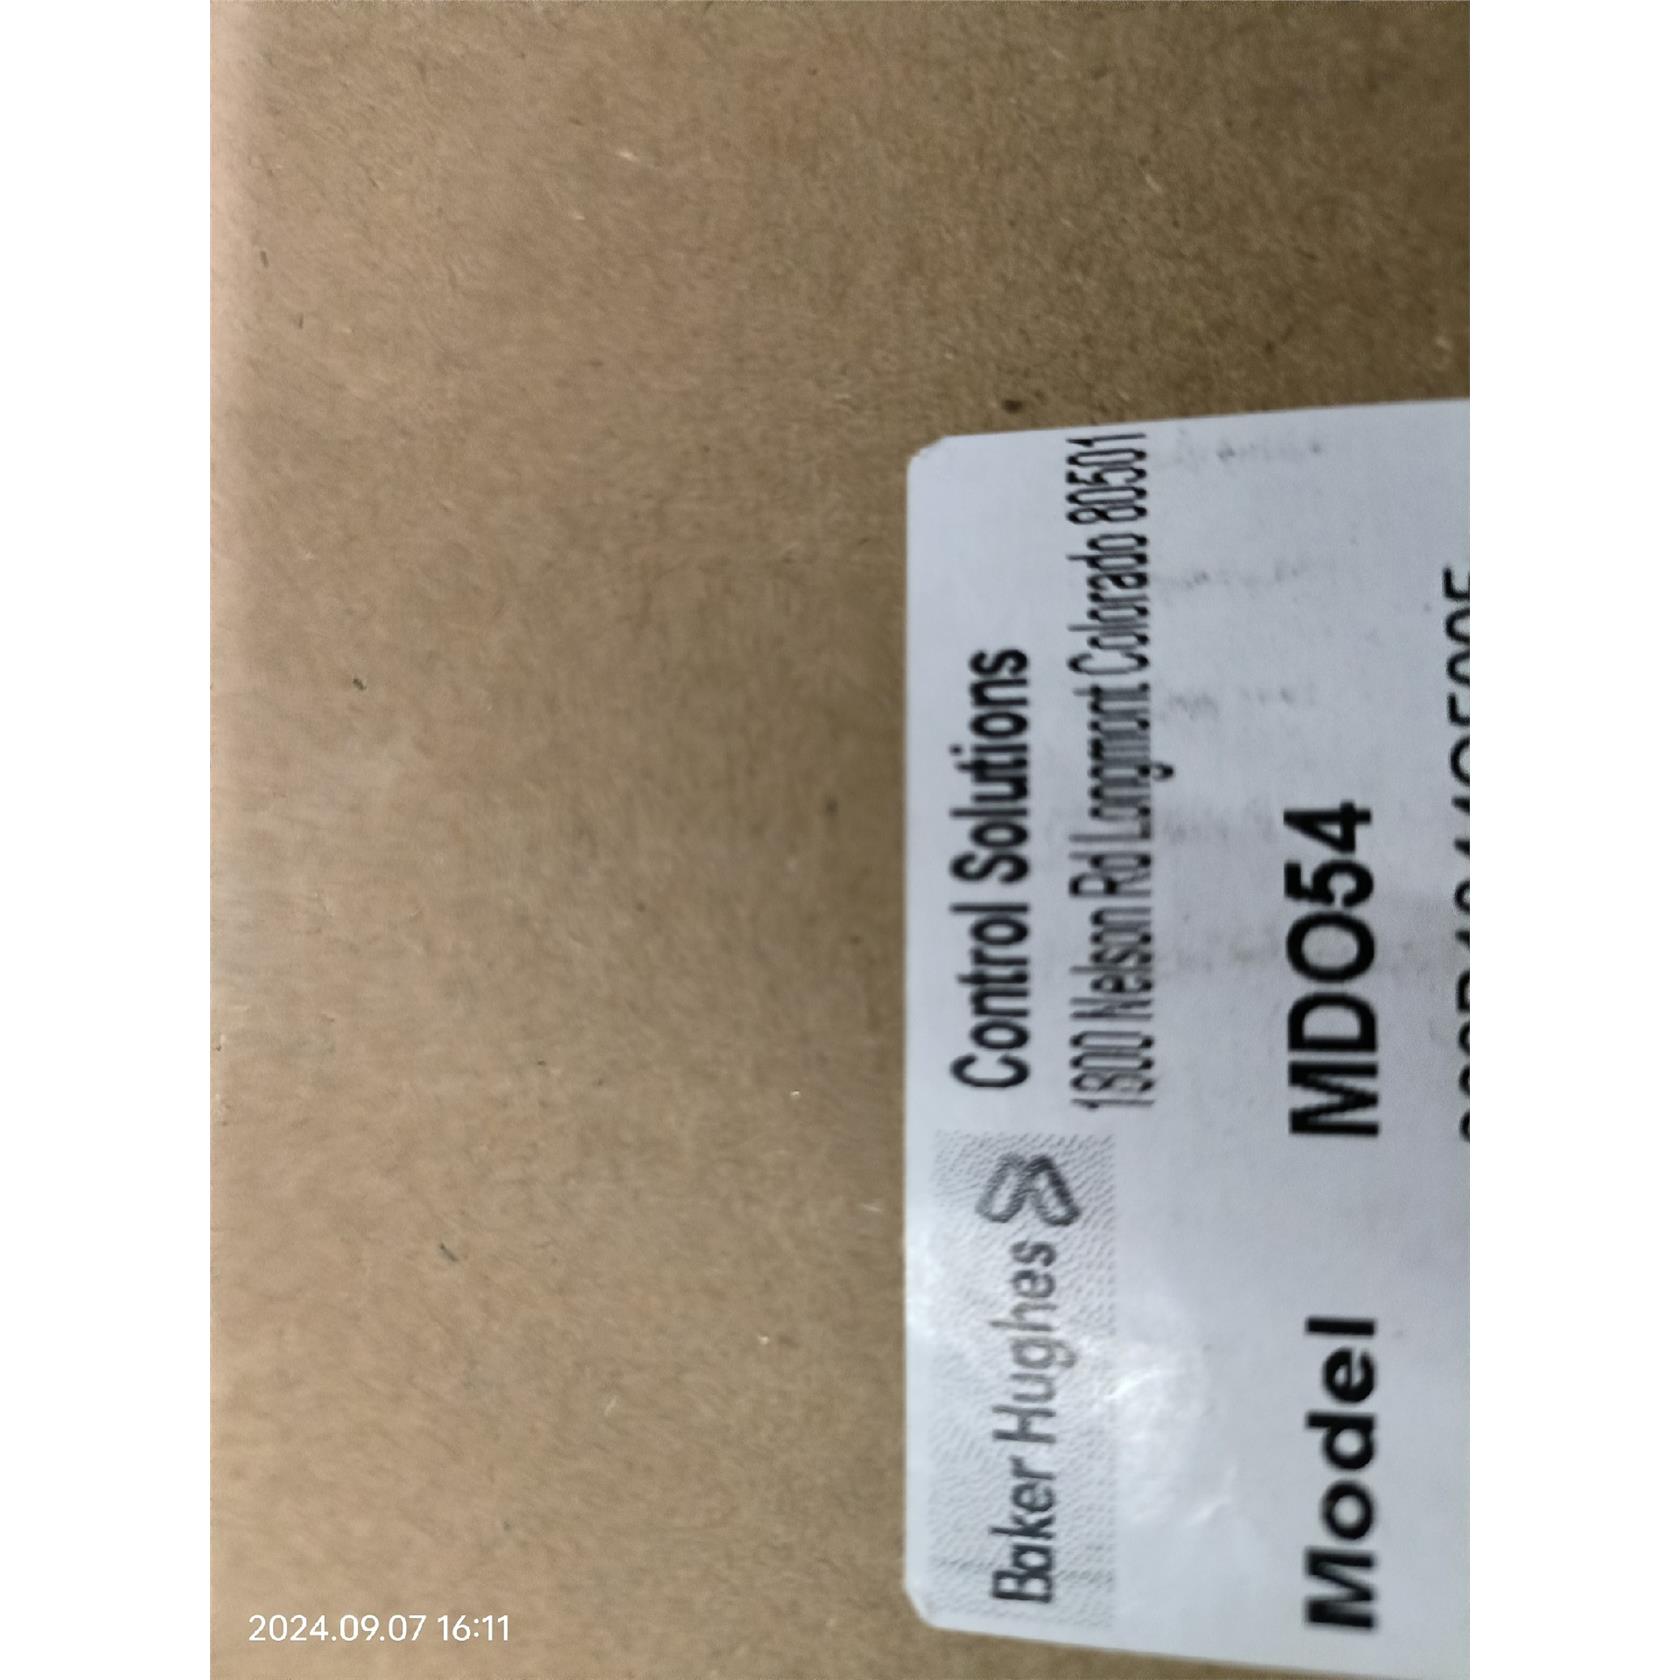 Baker Hughes
Control Solutions
1800 Nelson Rd Longmont Colorado 80501
Model MDO54
2024.09.07 16:11